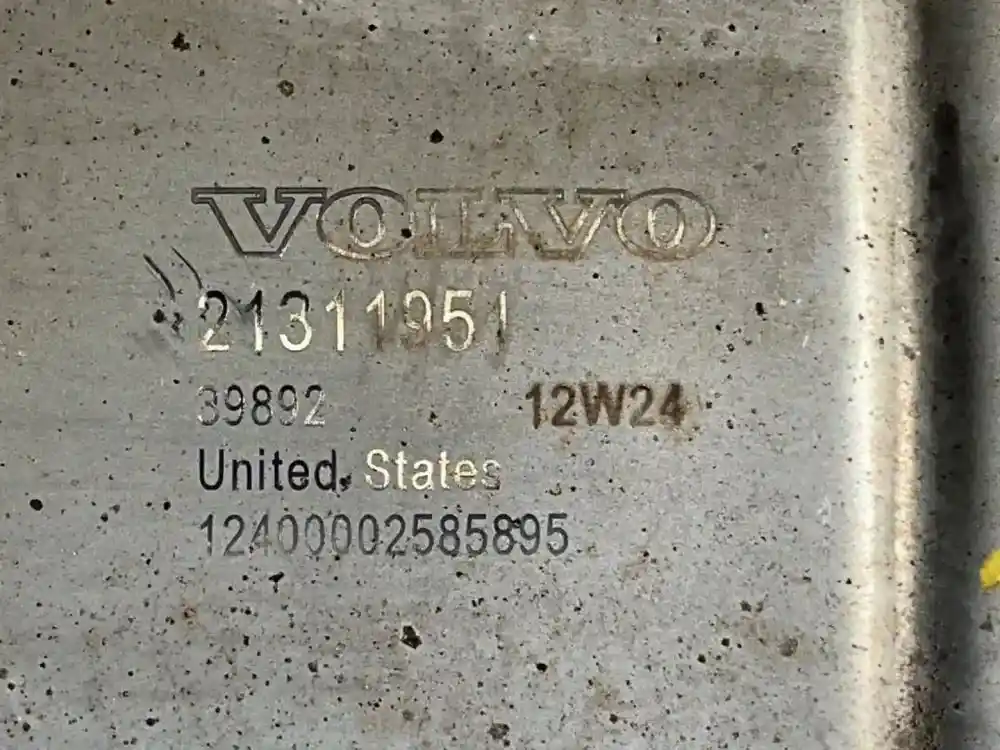 VOLVO
21311951
39892 12W24
United States
12400002585895